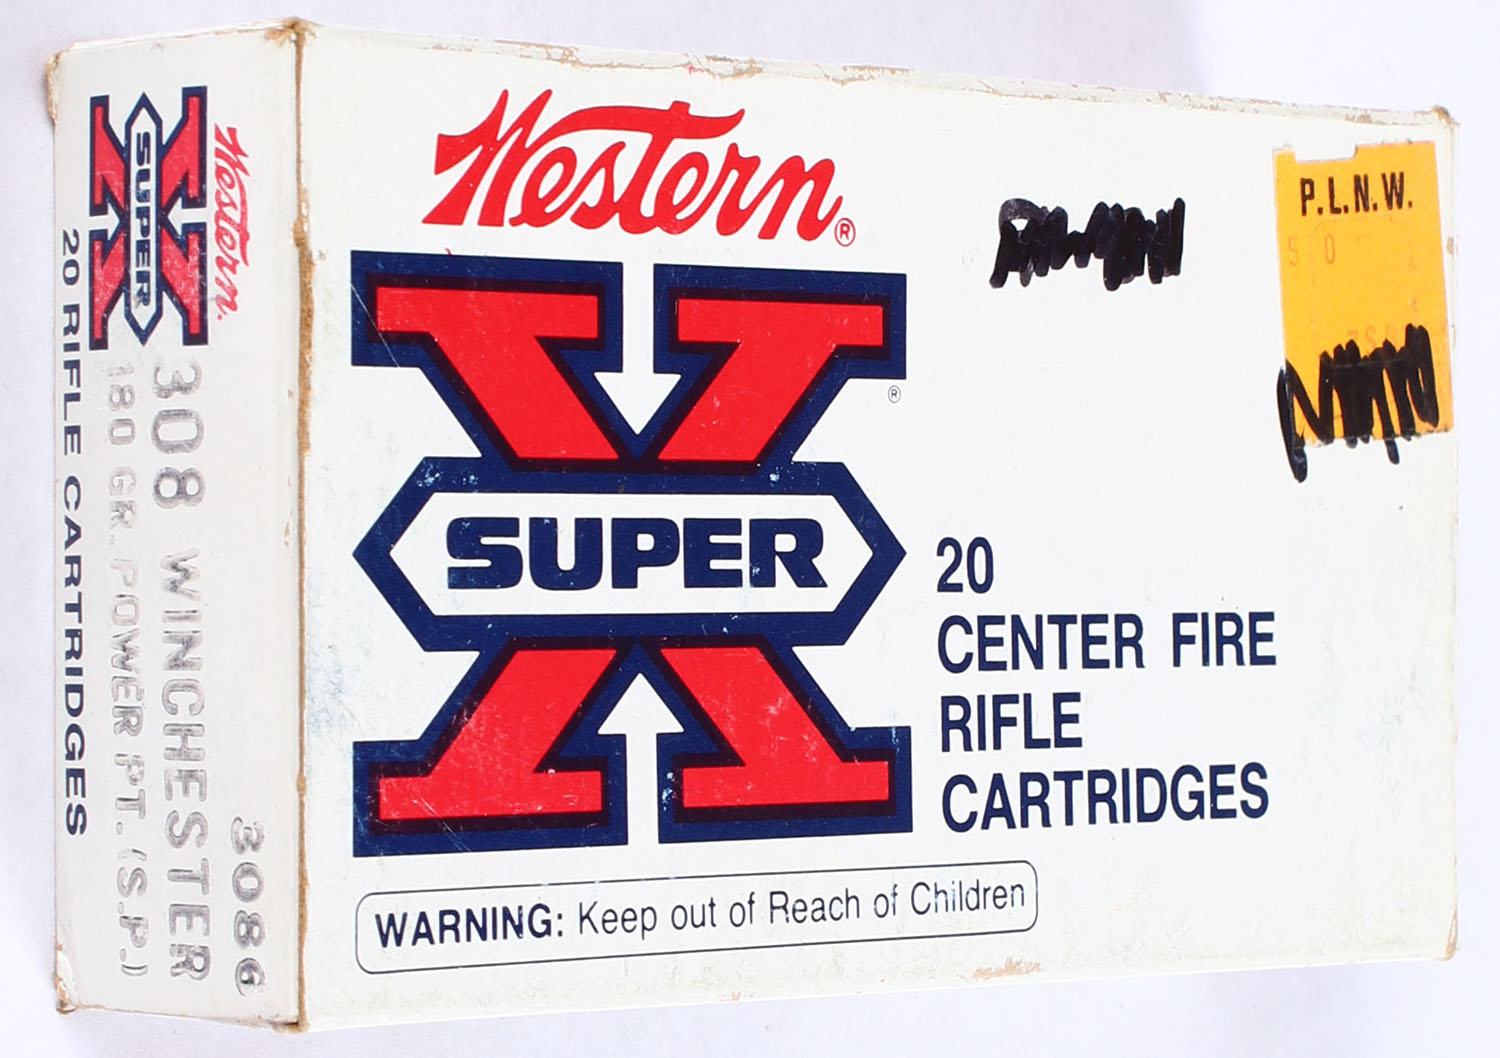 Western®
X
SUPER
®
20
CENTER FIRE
RIFLE
CARTRIDGES
WARNING: Keep out of Reach of Children
P.L.N.W.
50
Western.
X
SUPER
3086
308 WINCHESTER
180 GR. POWER PT. (S.P.)
20 RIFLE CARTRIDGES